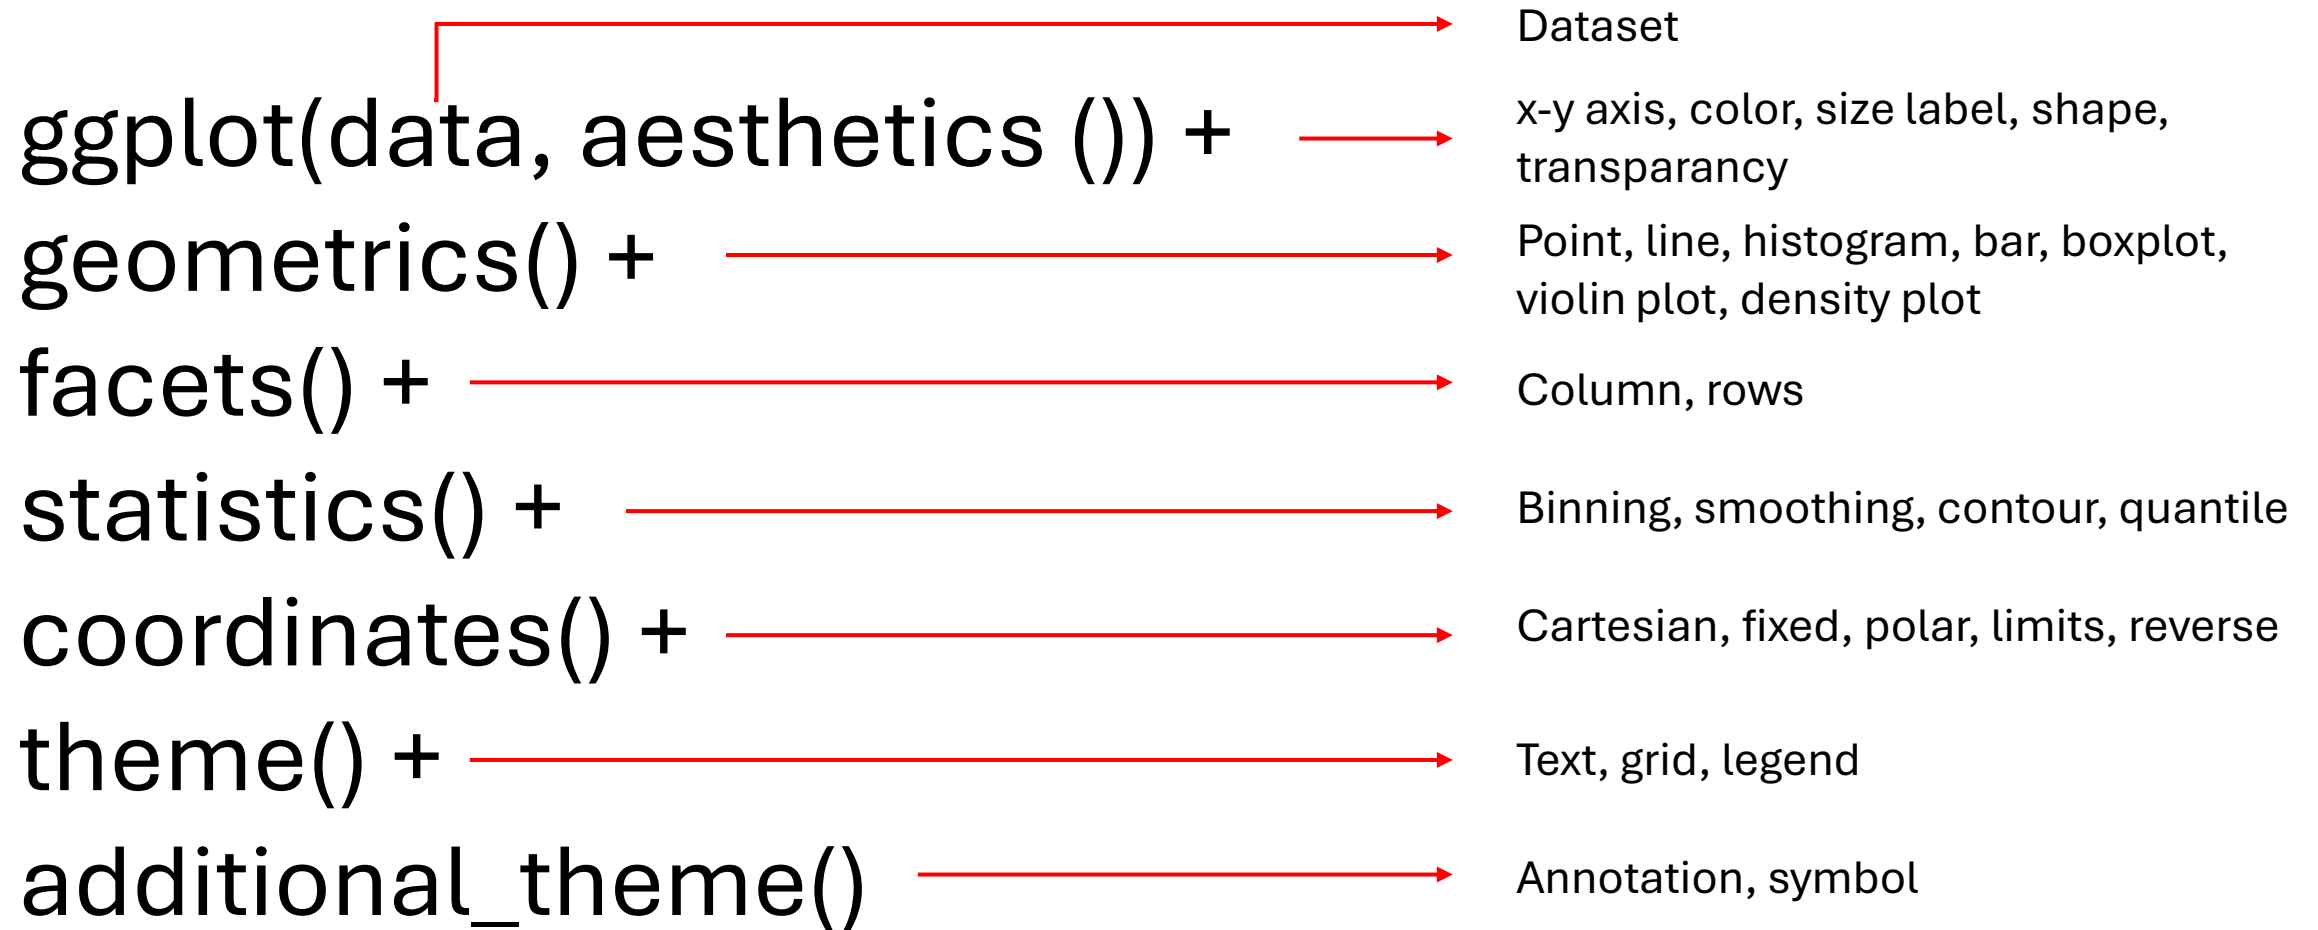 Dataset
ggplot(data, aesthetics ()) +
x-y axis, color, size label, shape,
transparancy
geometrics() +
Point, line, histogram, bar, boxplot,
violin plot, density plot
facets() +
Column, rows
statistics() +
Binning, smoothing, contour, quantile
coordinates() +
Cartesian, fixed, polar, limits, reverse
theme() +
Text, grid, legend
additional_theme()
Annotation, symbol